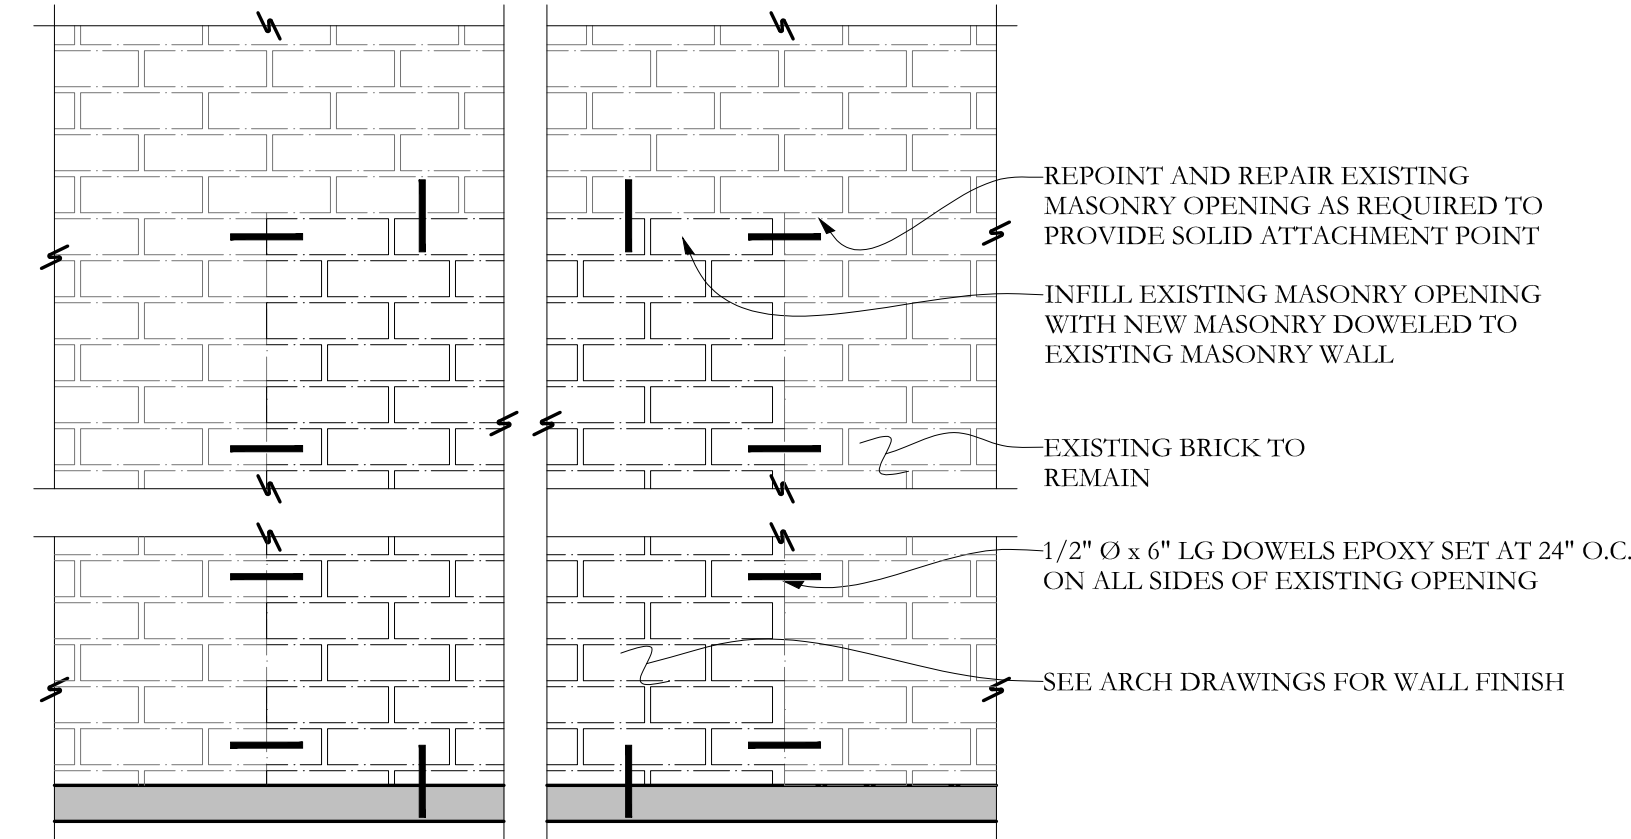 REPOINT AND REPAIR EXISTING
MASONRY OPENING AS REQUIRED TO
PROVIDE SOLID ATTACHMENT POINT
INFILL EXISTING MASONRY OPENING
WITH NEW MASONRY DOWELED TO
EXISTING MASONRY WALL
EXISTING BRICK TO
REMAIN
1/2" Ø x 6" LG DOWELS EPOXY SET AT 24" O.C.
ON ALL SIDES OF EXISTING OPENING
SEE ARCH DRAWINGS FOR WALL FINISH